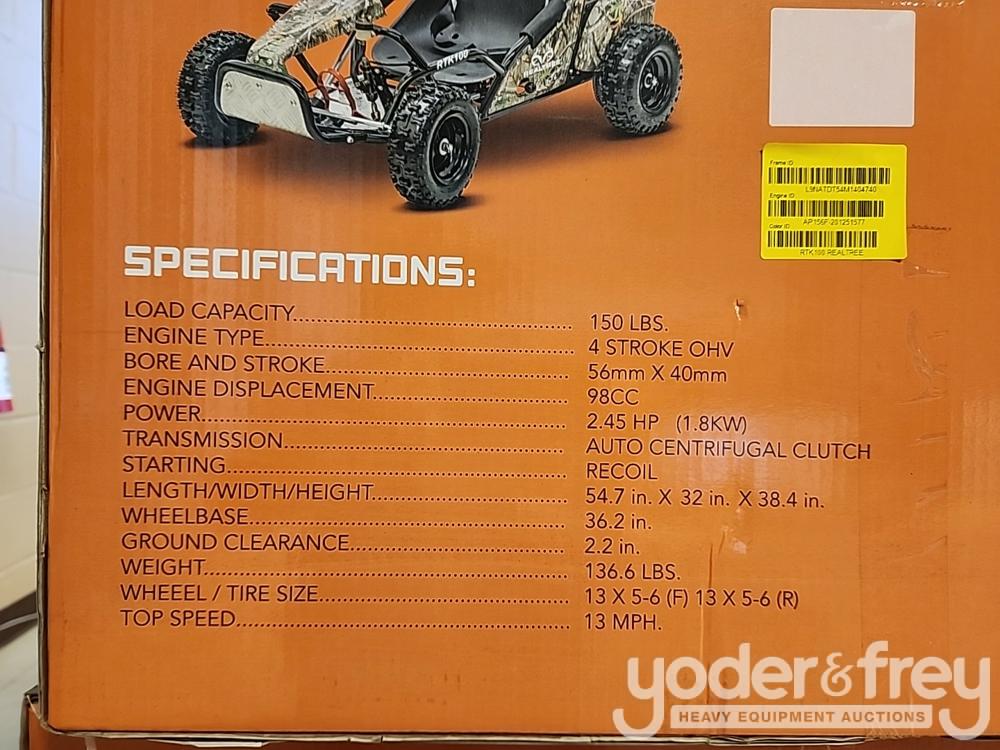 RTK100
REALTREE
Frame ID
L9NATDT54M1404740
Engine ID
AP156F-201251577
Color ID
RTK100 REALTREE
SPECIFICATIONS:
LOAD CAPACITY........ 150 LBS.
ENGINE TYPE........ 4 STROKE OHV
BORE AND STROKE........ 56mm X 40mm
ENGINE DISPLACEMENT........ 98CC
POWER........ 2.45 HP (1.8KW)
TRANSMISSION........ AUTO CENTRIFUGAL CLUTCH
STARTING........ RECOIL
LENGTH/WIDTH/HEIGHT........ 54.7 in. X 32 in. X 38.4 in.
WHEELBASE........ 36.2 in.
GROUND CLEARANCE........ 2.2 in.
WEIGHT........ 136.6 LBS.
WHEEEL / TIRE SIZE........ 13 X 5-6 (F) 13 X 5-6 (R)
TOP SPEED........ 13 MPH.
yoder&frey
HEAVY EQUIPMENT AUCTIONS